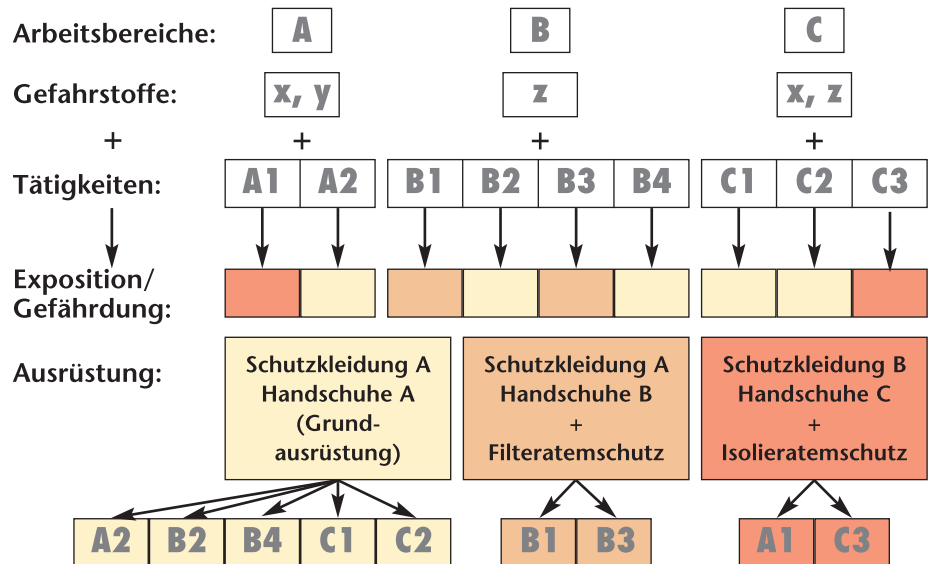 Arbeitsbereiche: A B C
Gefahrstoffe: x, y z x, z
+ + + +
Tätigkeiten: A1 A2 B1 B2 B3 B4 C1 C2 C3
Exposition/
Gefährdung:
Ausrüstung:
Schutzkleidung A
Handschuhe A
(Grund-
ausrüstung)
Schutzkleidung A
Handschuhe B
+
Filteratemschutz
Schutzkleidung B
Handschuhe C
+
Isolieratemschutz
A2 B2 B4 C1 C2 B1 B3 A1 C3